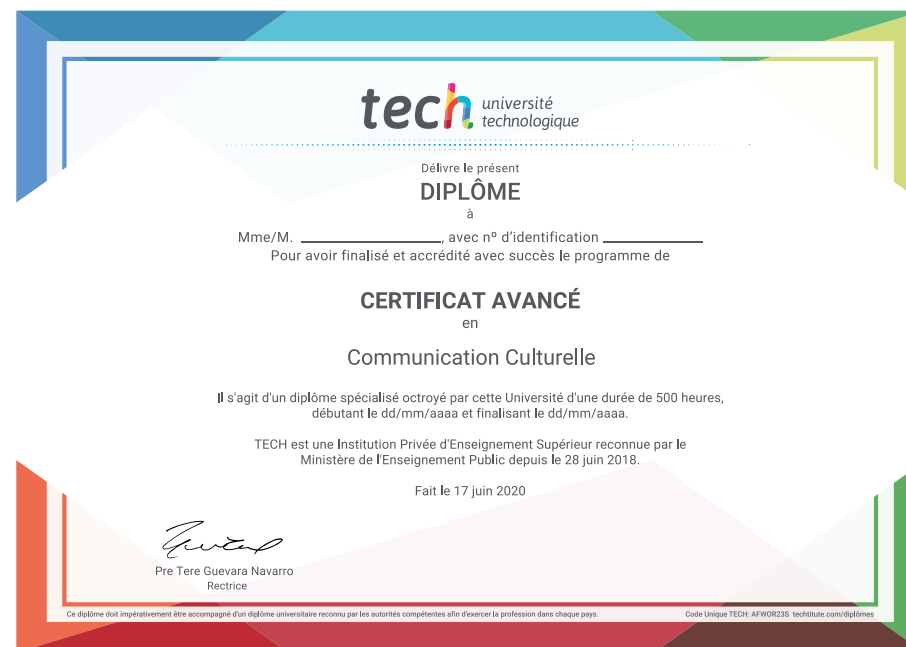 tech université
technologique
Délivre le présent
DIPLÔME
à
Mme/M. ____________________, avec nº d'identification ______________
Pour avoir finalisé et accrédité avec succès le programme de
CERTIFICAT AVANCÉ
en
Communication Culturelle
Il s'agit d'un diplôme spécialisé octroyé par cette Université d'une durée de 500 heures,
débutant le dd/mm/aaaa et finalisant le dd/mm/aaaa.
TECH est une Institution Privée d'Enseignement Supérieur reconnue par le
Ministère de l'Enseignement Public depuis le 28 juin 2018.
Fait le 17 juin 2020
Pre Tere Guevara Navarro
Rectrice
Ce diplôme doit impérativement être accompagné d'un diplôme universitaire reconnu par les autorités compétentes afin d'exercer la profession dans chaque pays. Code Unique TECH: AFWOR23S techtitute.com/diplômes